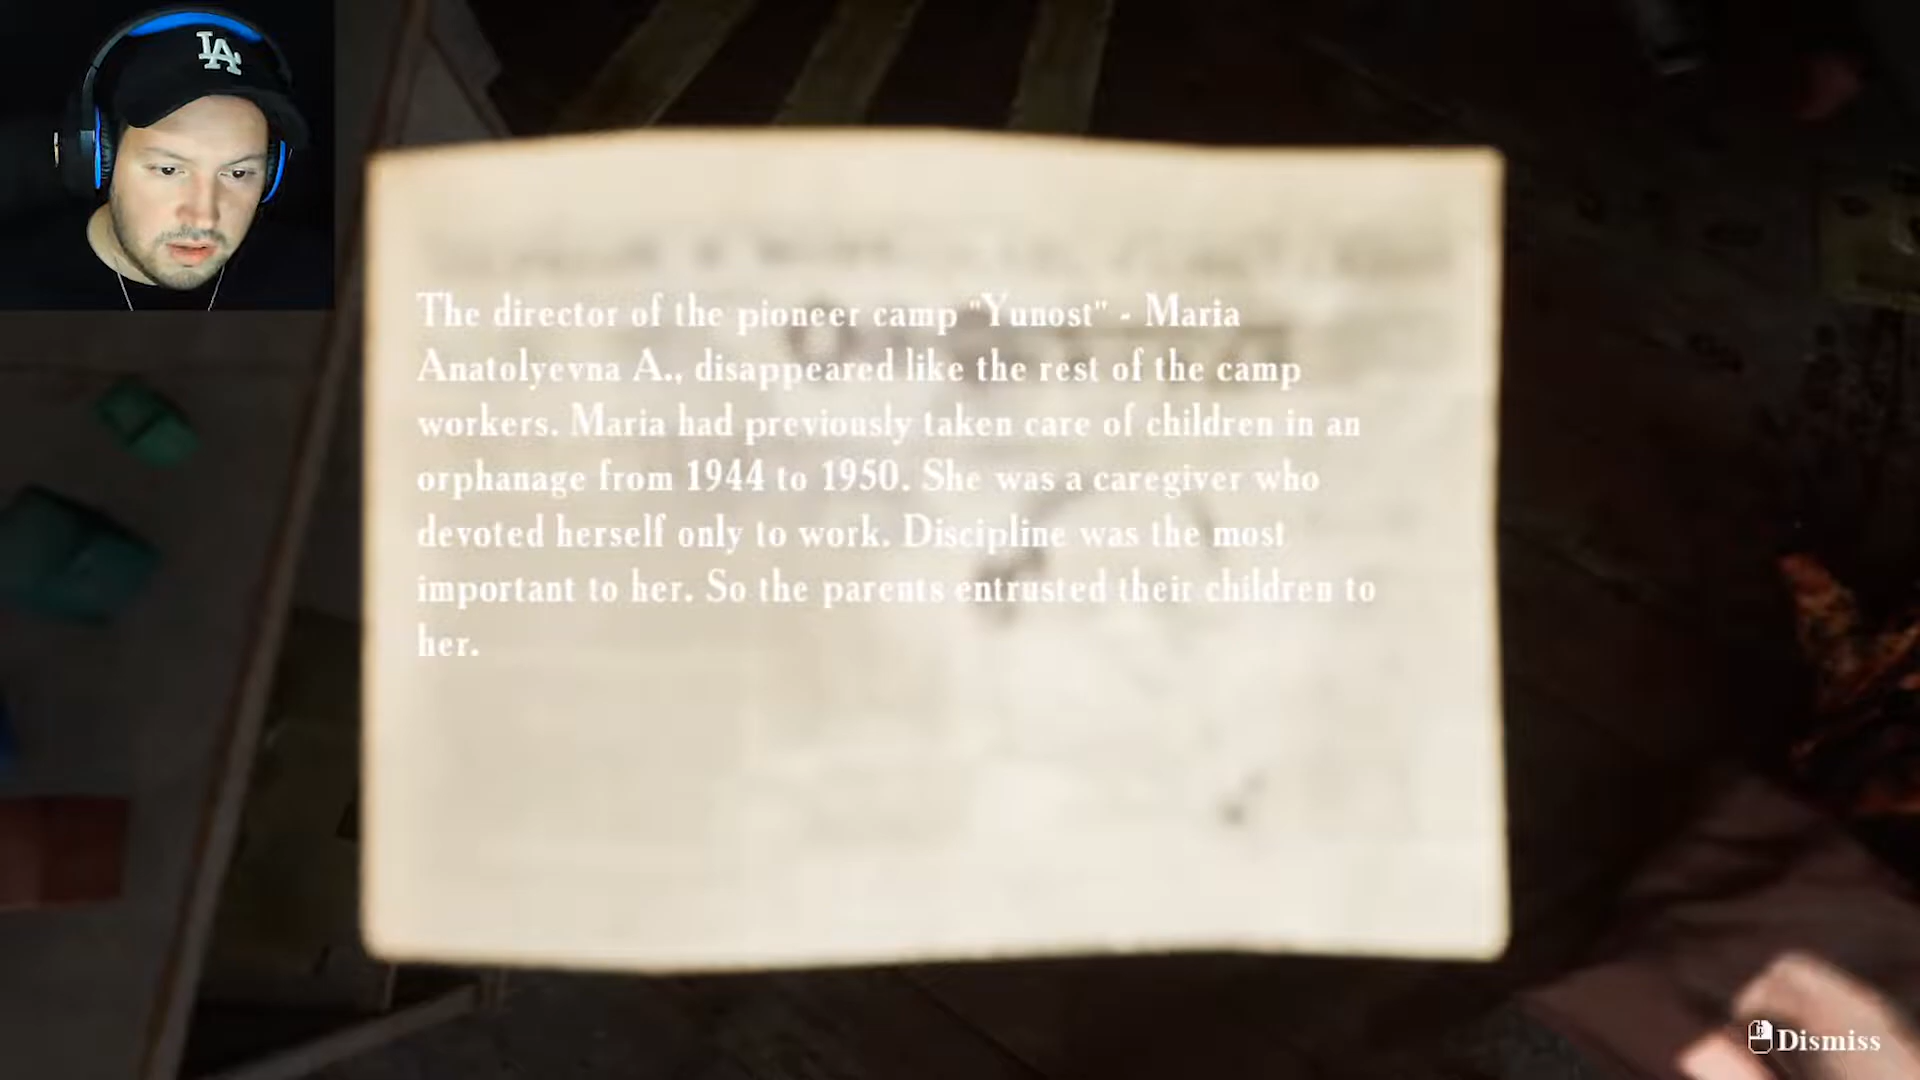 LA
The director of the pioneer camp "Yunost" - Maria
Anatolyevna A., disappeared like the rest of the camp
workers. Maria had previously taken care of children in an
orphanage from 1944 to 1950. She was a caregiver who
devoted herself only to work. Discipline was the most
important to her. So the parents entrusted their children to
her.
Dismiss